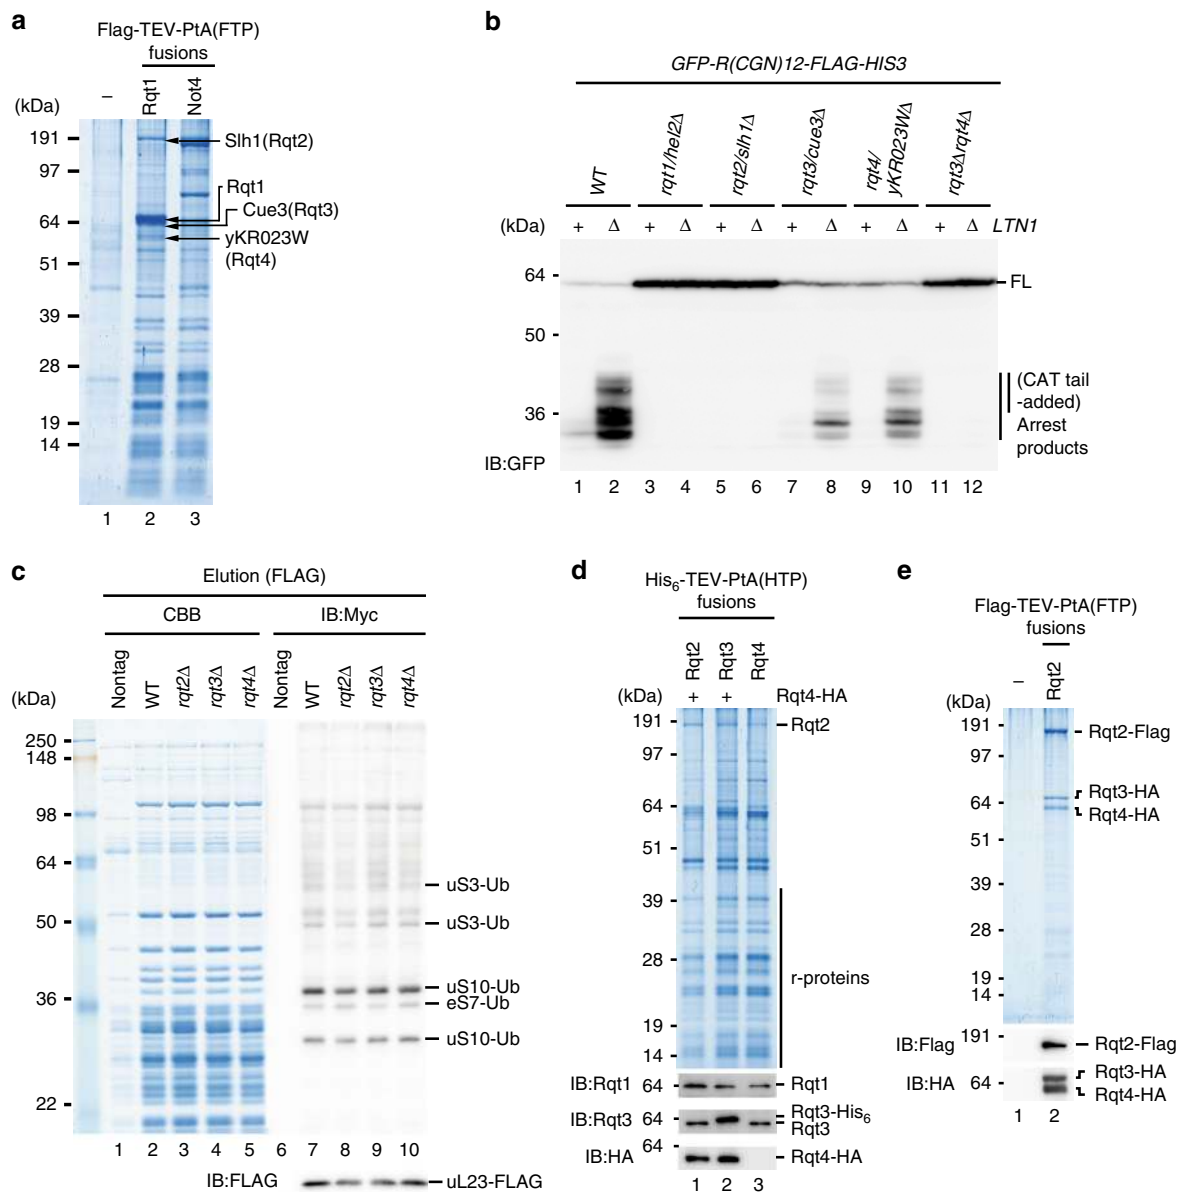 a
Flag-TEV-PtA(FTP)
fusions
(kDa)
–
Rqt1
Not4
191
97
64
51
39
28
19
14
Slh1(Rqt2)
Rqt1
Cue3(Rqt3)
yKR023W
(Rqt4)
1 2 3
b
GFP-R(CGN)12-FLAG-HIS3
WT
rqt1/hel2Δ
rqt2/slh1Δ
rqt3/cue3Δ
rqt4/
yKR023WΔ
rqt3Δrqt4Δ
(kDa) + Δ + Δ + Δ + Δ + Δ + Δ LTN1
64
50
36
FL
(CAT tail
-added)
Arrest
products
IB:GFP
1 2 3 4 5 6 7 8 9 10 11 12
c
Elution (FLAG)
CBB IB:Myc
(kDa)
Nontag
WT
rqt2Δ
rqt3Δ
rqt4Δ
Nontag
WT
rqt2Δ
rqt3Δ
rqt4Δ
250
148
98
64
50
36
22
uS3-Ub
uS3-Ub
uS10-Ub
eS7-Ub
uS10-Ub
1 2 3 4 5 6 7 8 9 10
IB:FLAG uL23-FLAG
d
His6-TEV-PtA(HTP)
fusions
Rqt2
Rqt3
Rqt4
(kDa) + + Rqt4-HA
191
97
64
51
39
28
19
14
Rqt2
r-proteins
IB:Rqt1 64 Rqt1
IB:Rqt3 64 Rqt3-His6
Rqt3
64
IB:HA Rqt4-HA
1 2 3
e
Flag-TEV-PtA(FTP)
fusions
–
Rqt2
(kDa)
191
97
64
51
39
28
19
14
Rqt2-Flag
Rqt3-HA
Rqt4-HA
191
IB:Flag Rqt2-Flag
IB:HA 64 Rqt3-HA
Rqt4-HA
1 2